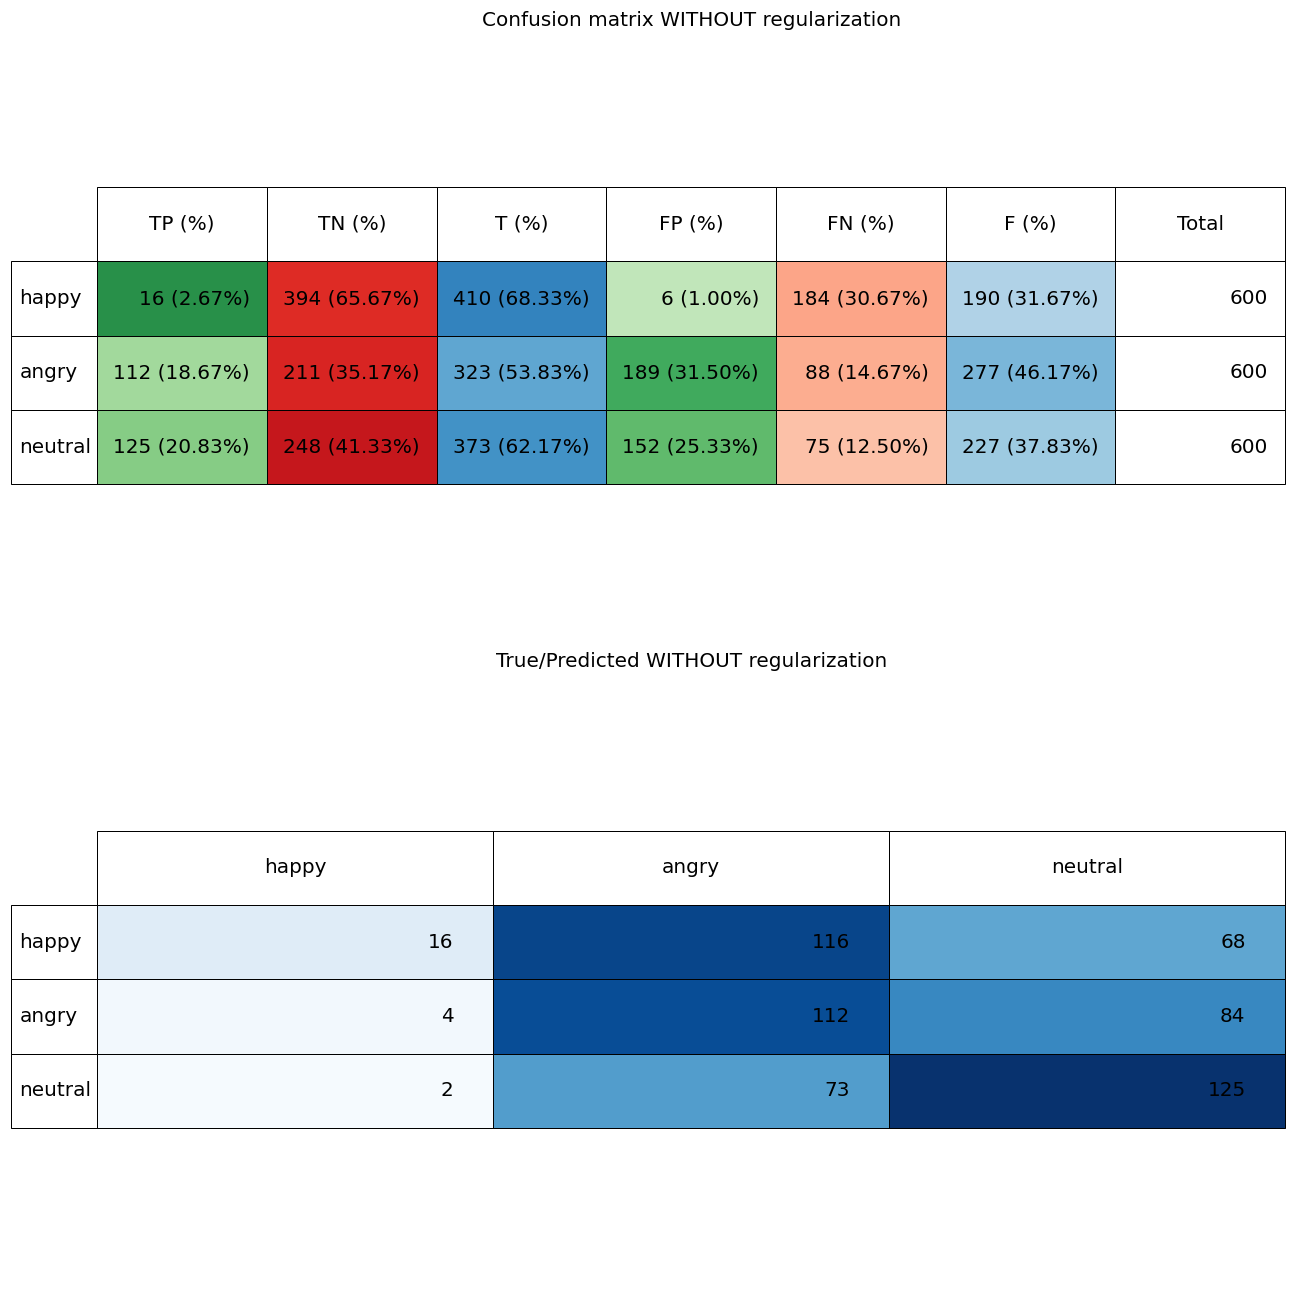 Confusion matrix WITHOUT regularization
TP (%) TN (%) T (%) FP (%) FN (%) F (%) Total
happy 16 (2.67%) 394 (65.67%) 410 (68.33%) 6 (1.00%) 184 (30.67%) 190 (31.67%) 600
angry 112 (18.67%) 211 (35.17%) 323 (53.83%) 189 (31.50%) 88 (14.67%) 277 (46.17%) 600
neutral 125 (20.83%) 248 (41.33%) 373 (62.17%) 152 (25.33%) 75 (12.50%) 227 (37.83%) 600
True/Predicted WITHOUT regularization
happy angry neutral
happy 16 116 68
angry 4 112 84
neutral 2 73 125